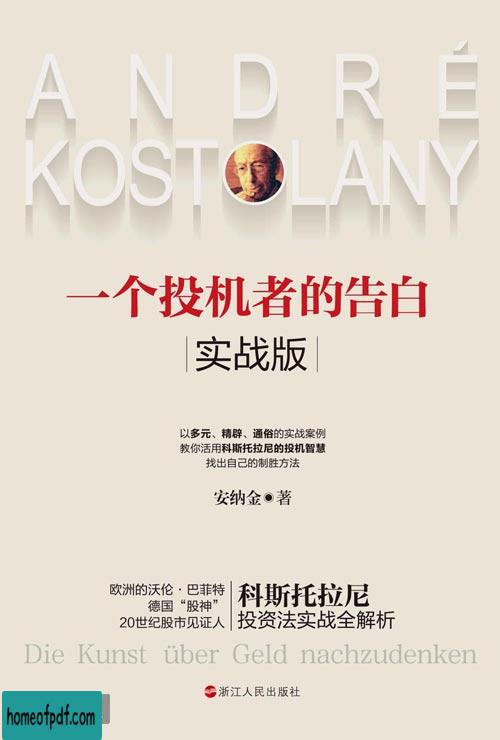 ANDRÉ
KOSTOLANY
一个投机者的告白
实战版
以多元、精辟、通俗的实战案例
教你活用科斯托拉尼的投机智慧
找出自己的制胜方法
安纳金◉著
欧洲的沃伦·巴菲特
德国“股神”
20世纪股市见证人
科斯托拉尼
投资法实战全解析
Die Kunst über Geld nachzudenken
浙江人民出版社
homeofpdf.com